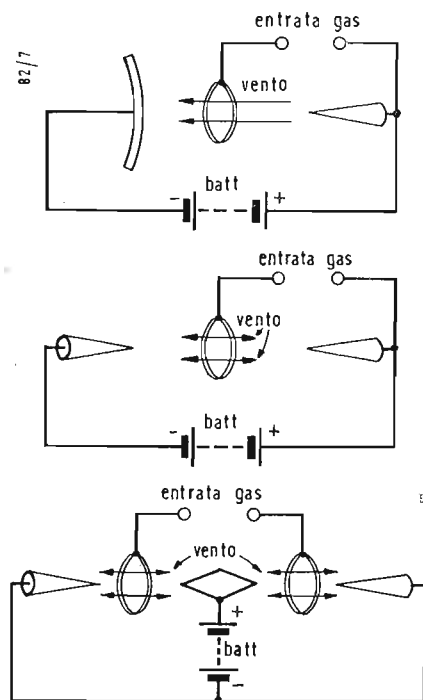 82/7
entrata gas
vento
- batt +
entrata gas
vento
- batt +
entrata gas
vento
+
batt
-